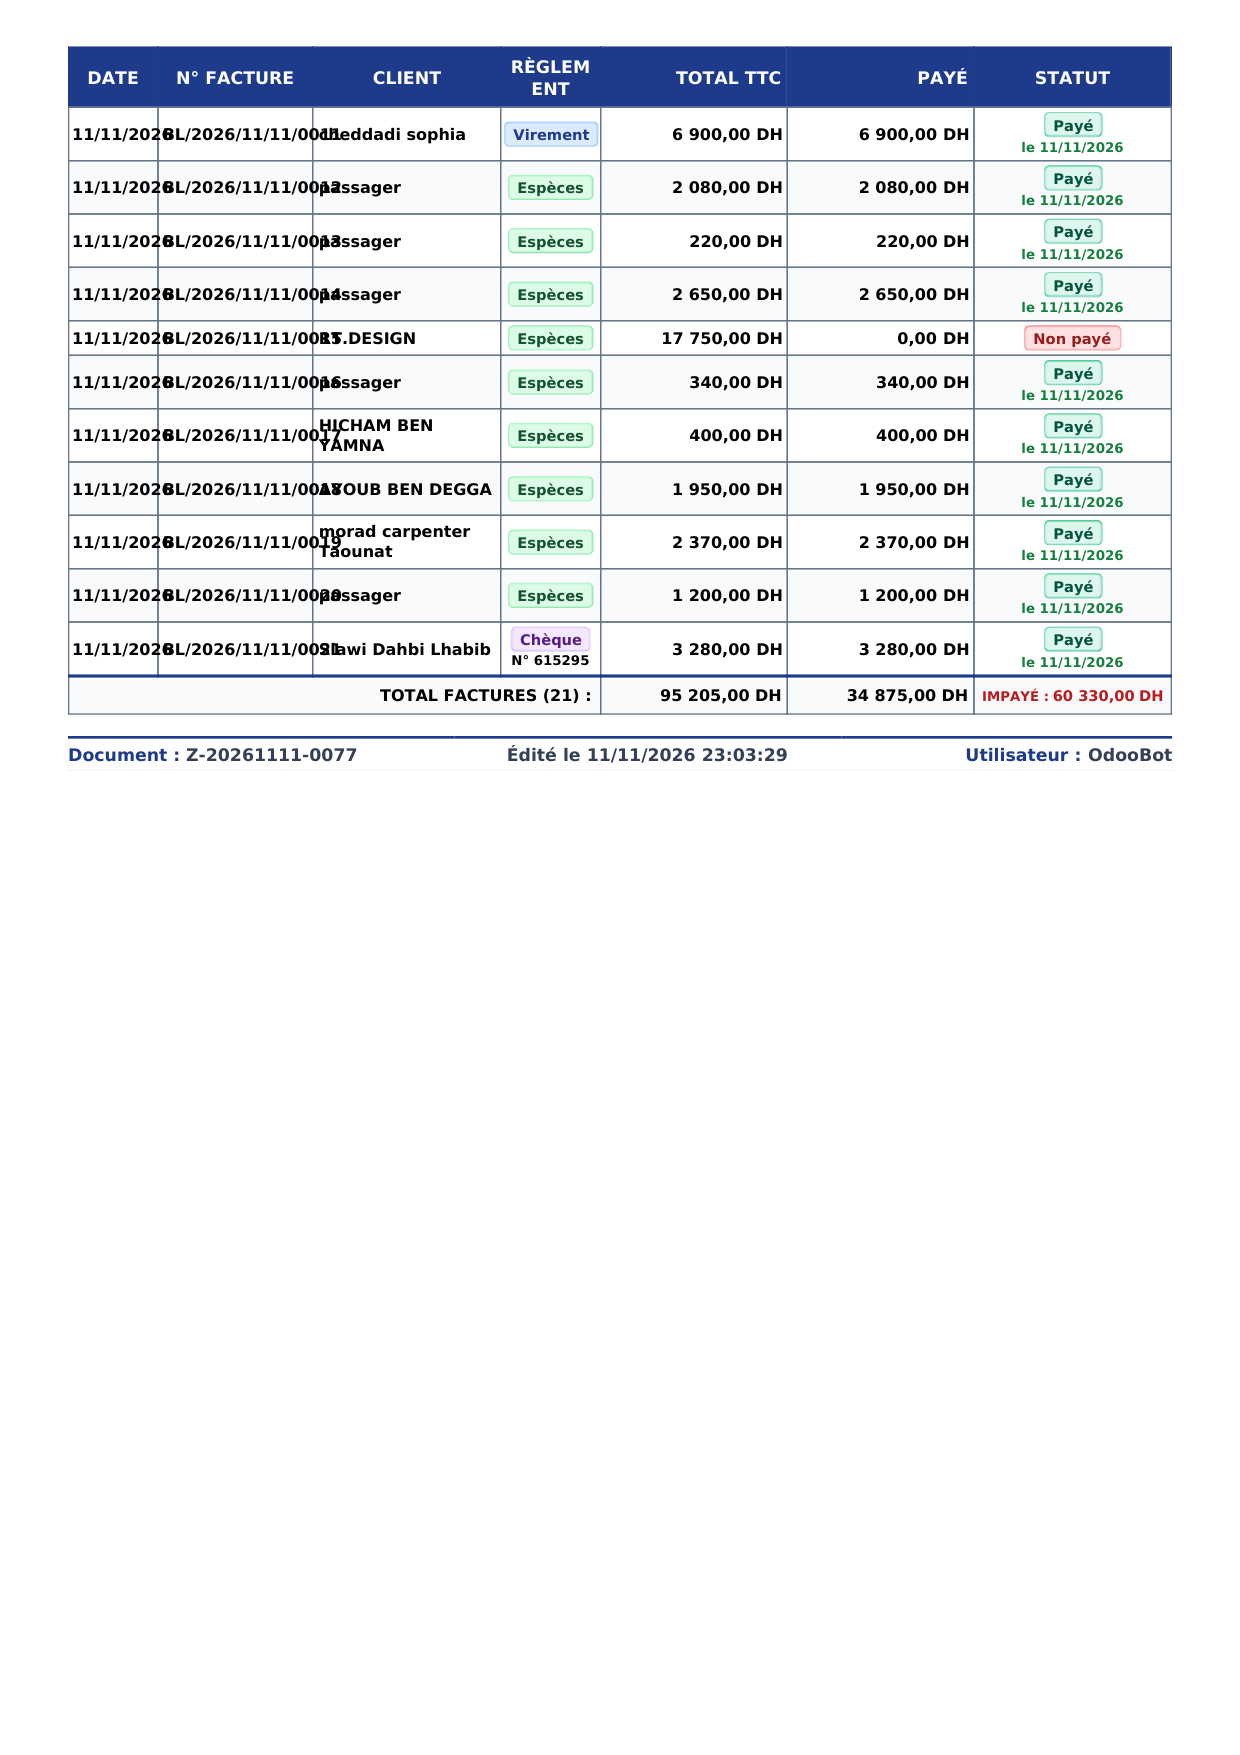 DATE N° FACTURE CLIENT RÈGLEM
ENT TOTAL TTC PAYÉ STATUT
11/11/2026 BL/2026/11/11/0011 cheddadi sophia Virement 6 900,00 DH 6 900,00 DH Payé
le 11/11/2026
11/11/2026 BL/2026/11/11/0012 passager Espèces 2 080,00 DH 2 080,00 DH Payé
le 11/11/2026
11/11/2026 BL/2026/11/11/0013 passager Espèces 220,00 DH 220,00 DH Payé
le 11/11/2026
11/11/2026 BL/2026/11/11/0014 passager Espèces 2 650,00 DH 2 650,00 DH Payé
le 11/11/2026
11/11/2026 BL/2026/11/11/0015 RT.DESIGN Espèces 17 750,00 DH 0,00 DH Non payé
11/11/2026 BL/2026/11/11/0016 passager Espèces 340,00 DH 340,00 DH Payé
le 11/11/2026
11/11/2026 BL/2026/11/11/0017 HICHAM BEN
YAMNA Espèces 400,00 DH 400,00 DH Payé
le 11/11/2026
11/11/2026 BL/2026/11/11/0018 AYOUB BEN DEGGA Espèces 1 950,00 DH 1 950,00 DH Payé
le 11/11/2026
11/11/2026 BL/2026/11/11/0019 morad carpenter
Taounat Espèces 2 370,00 DH 2 370,00 DH Payé
le 11/11/2026
11/11/2026 BL/2026/11/11/0020 passager Espèces 1 200,00 DH 1 200,00 DH Payé
le 11/11/2026
11/11/2026 BL/2026/11/11/0021 Slawi Dahbi Lhabib Chèque
N° 615295 3 280,00 DH 3 280,00 DH Payé
le 11/11/2026
TOTAL FACTURES (21) : 95 205,00 DH 34 875,00 DH IMPAYÉ : 60 330,00 DH
Document : Z-20261111-0077 Édité le 11/11/2026 23:03:29 Utilisateur : OdooBot